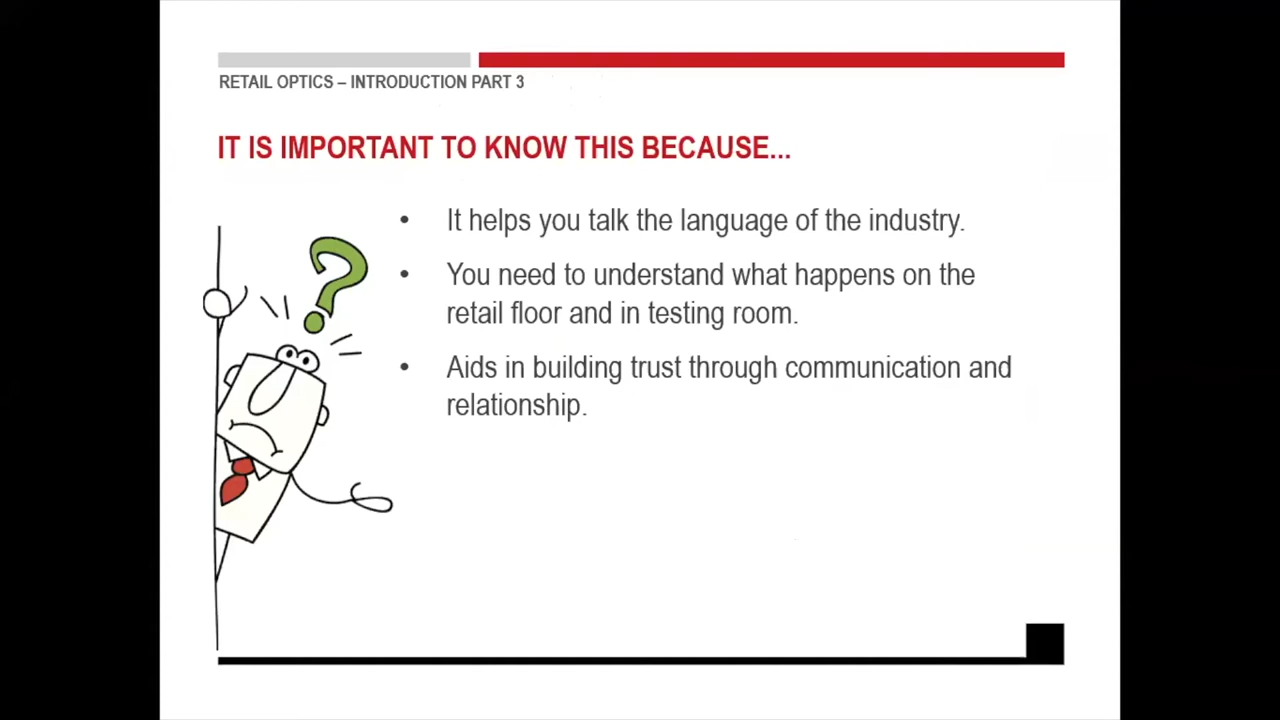 RETAIL OPTICS – INTRODUCTION PART 3
IT IS IMPORTANT TO KNOW THIS BECAUSE...
• It helps you talk the language of the industry.
• You need to understand what happens on the
retail floor and in testing room.
• Aids in building trust through communication and
relationship.
?